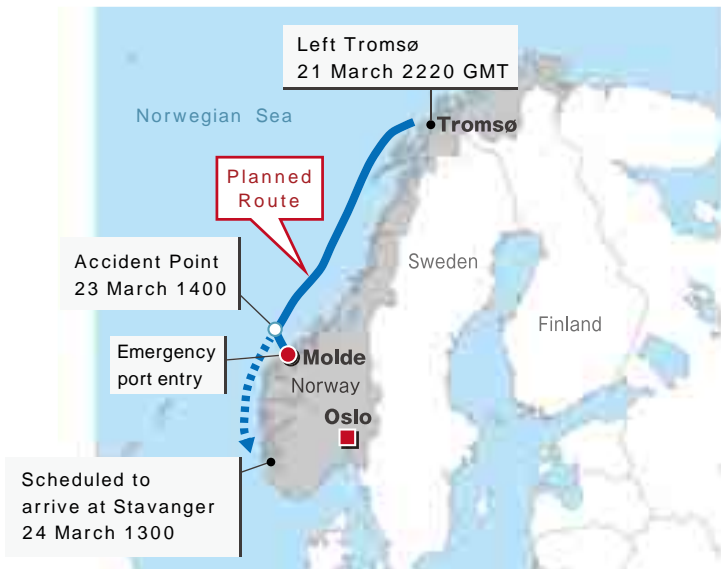 Left Tromsø
21 March 2220 GMT
Norwegian Sea
Tromsø
Planned
Route
Accident Point
23 March 1400
Sweden
Finland
Emergency
port entry
Molde
Norway
Oslo
Scheduled to
arrive at Stavanger
24 March 1300